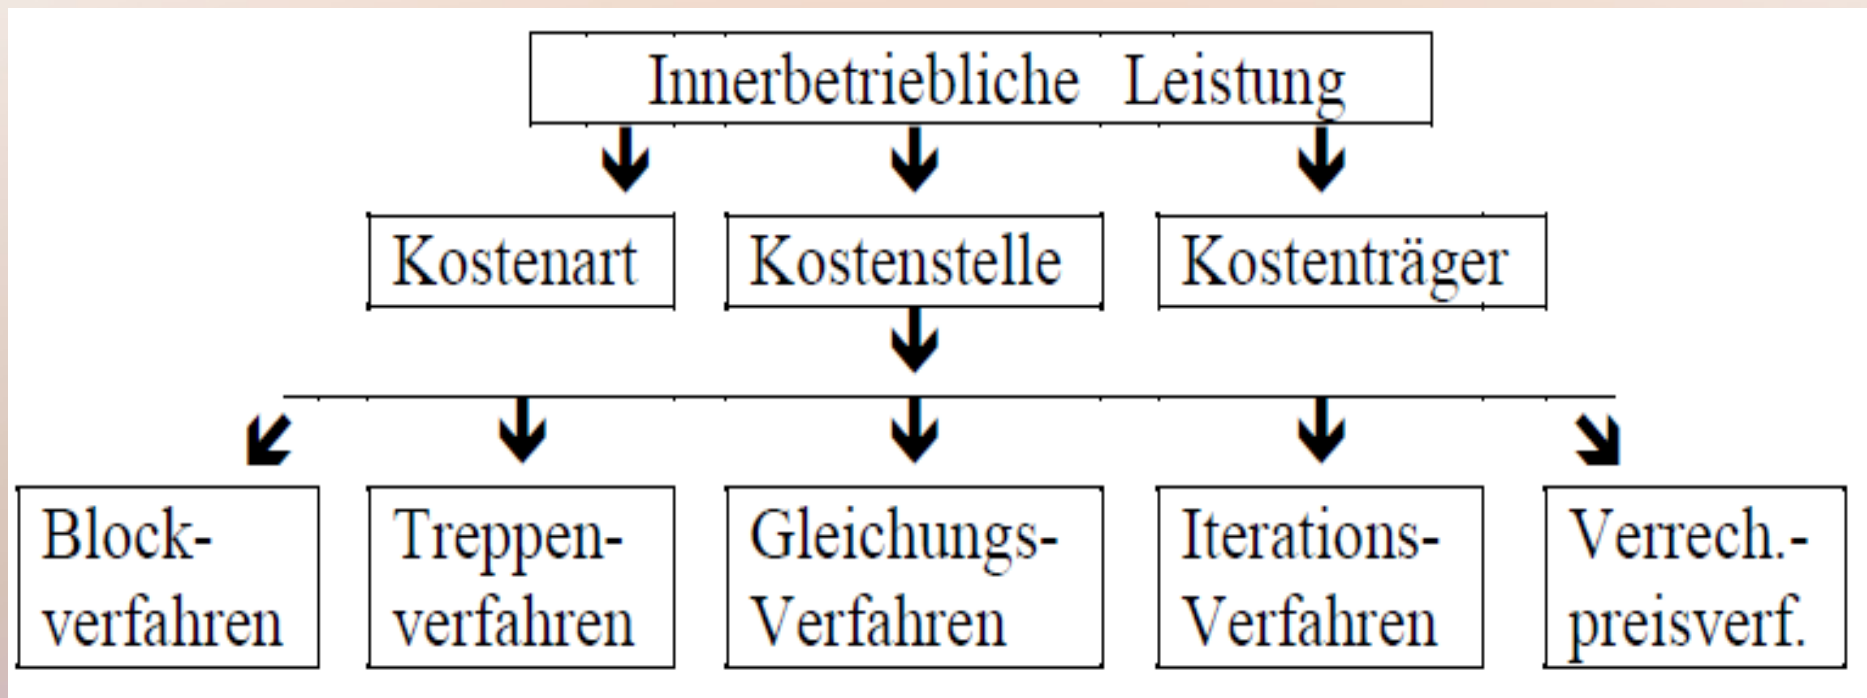 Innerbetriebliche Leistung
Kostenart
Kostenstelle
Kostenträger
Block-
verfahren
Treppen-
verfahren
Gleichungs-
Verfahren
Iterations-
Verfahren
Verrech.-
preisverf.